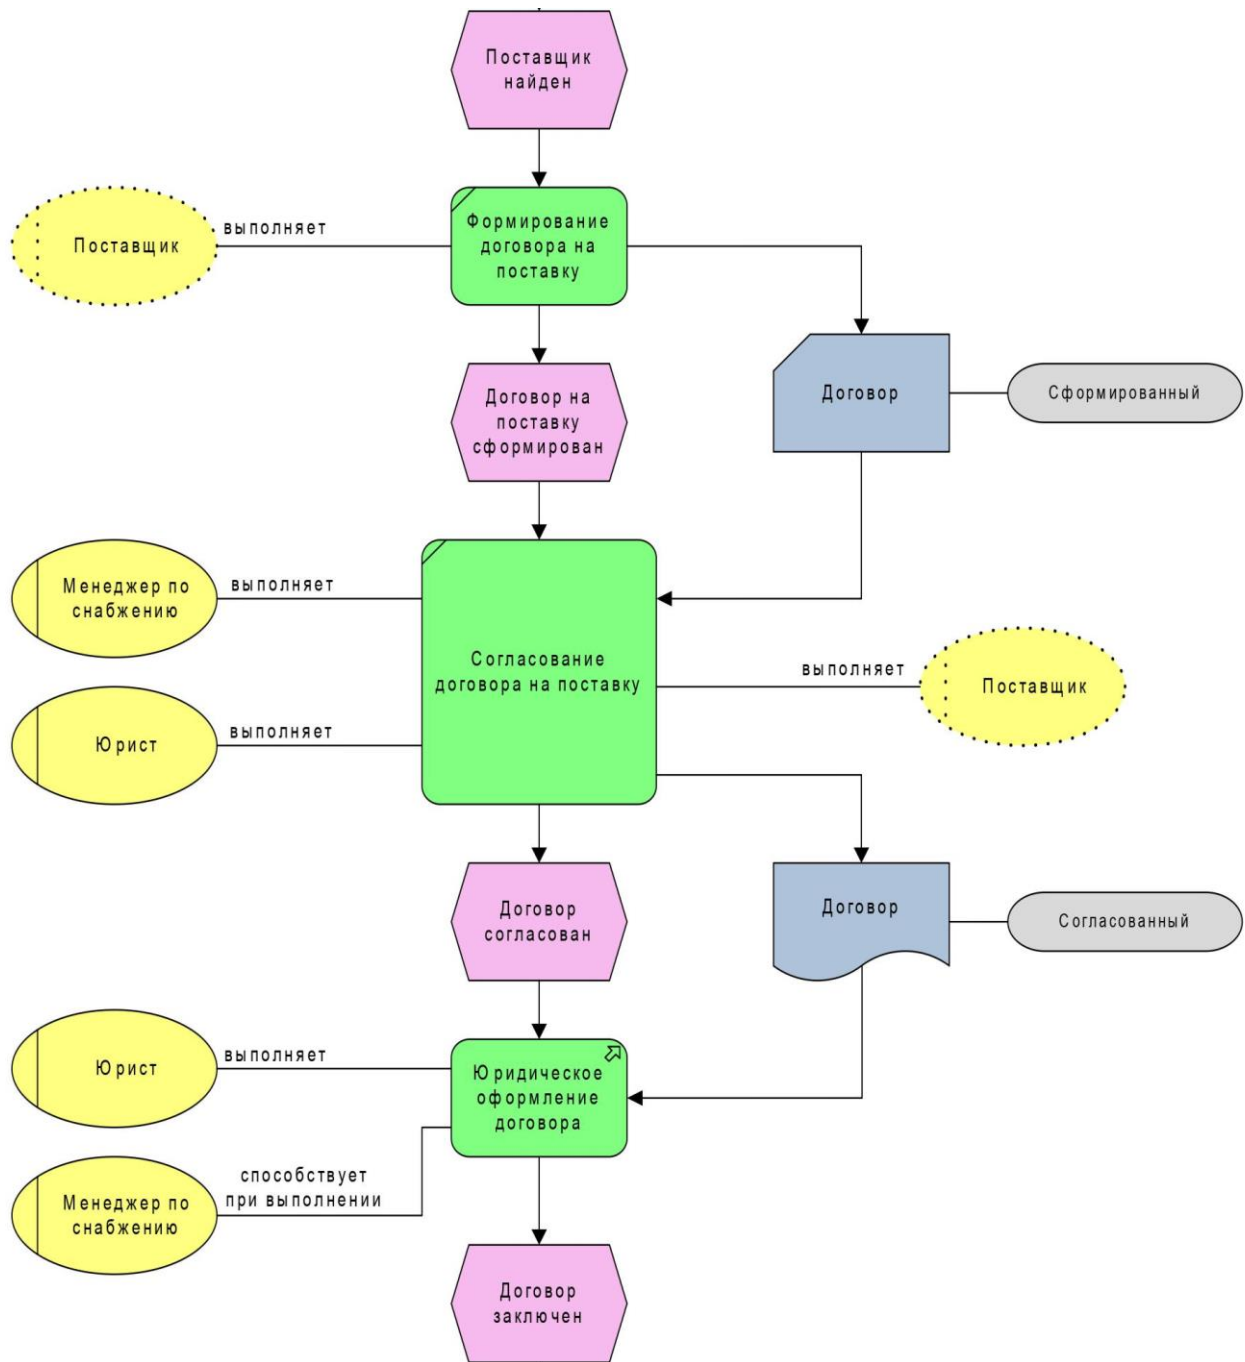 Поставщик
найден
Поставщик
выполняет
Формирование
договора на
поставку
Договор на
поставку
сформирован
Договор
Сформированный
Менеджер по
снабжению
выполняет
Согласование
договора на поставку
выполняет
Поставщик
Юрист
выполняет
Договор
согласован
Договор
Согласованный
Юрист
выполняет
Юридическое
оформление
договора
Менеджер по
снабжению
способствует
при выполнении
Договор
заключен